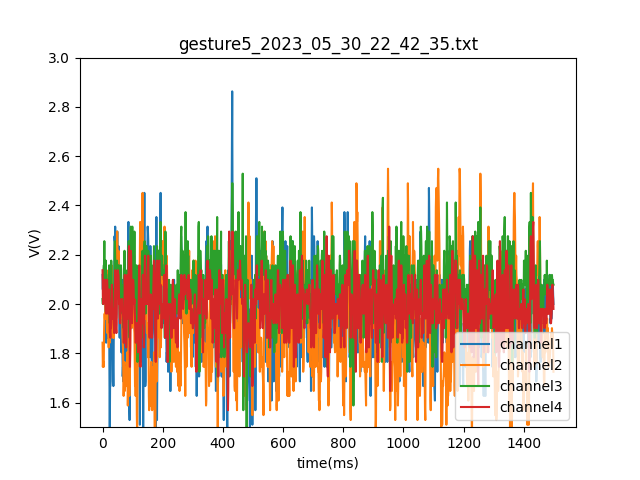 gesture5_2023_05_30_22_42_35.txt
3.0
2.8
2.6
2.4
2.2
2.0
1.8
1.6
V(V)
channel1
channel2
channel3
channel4
0 200 400 600 800 1000 1200 1400
time(ms)